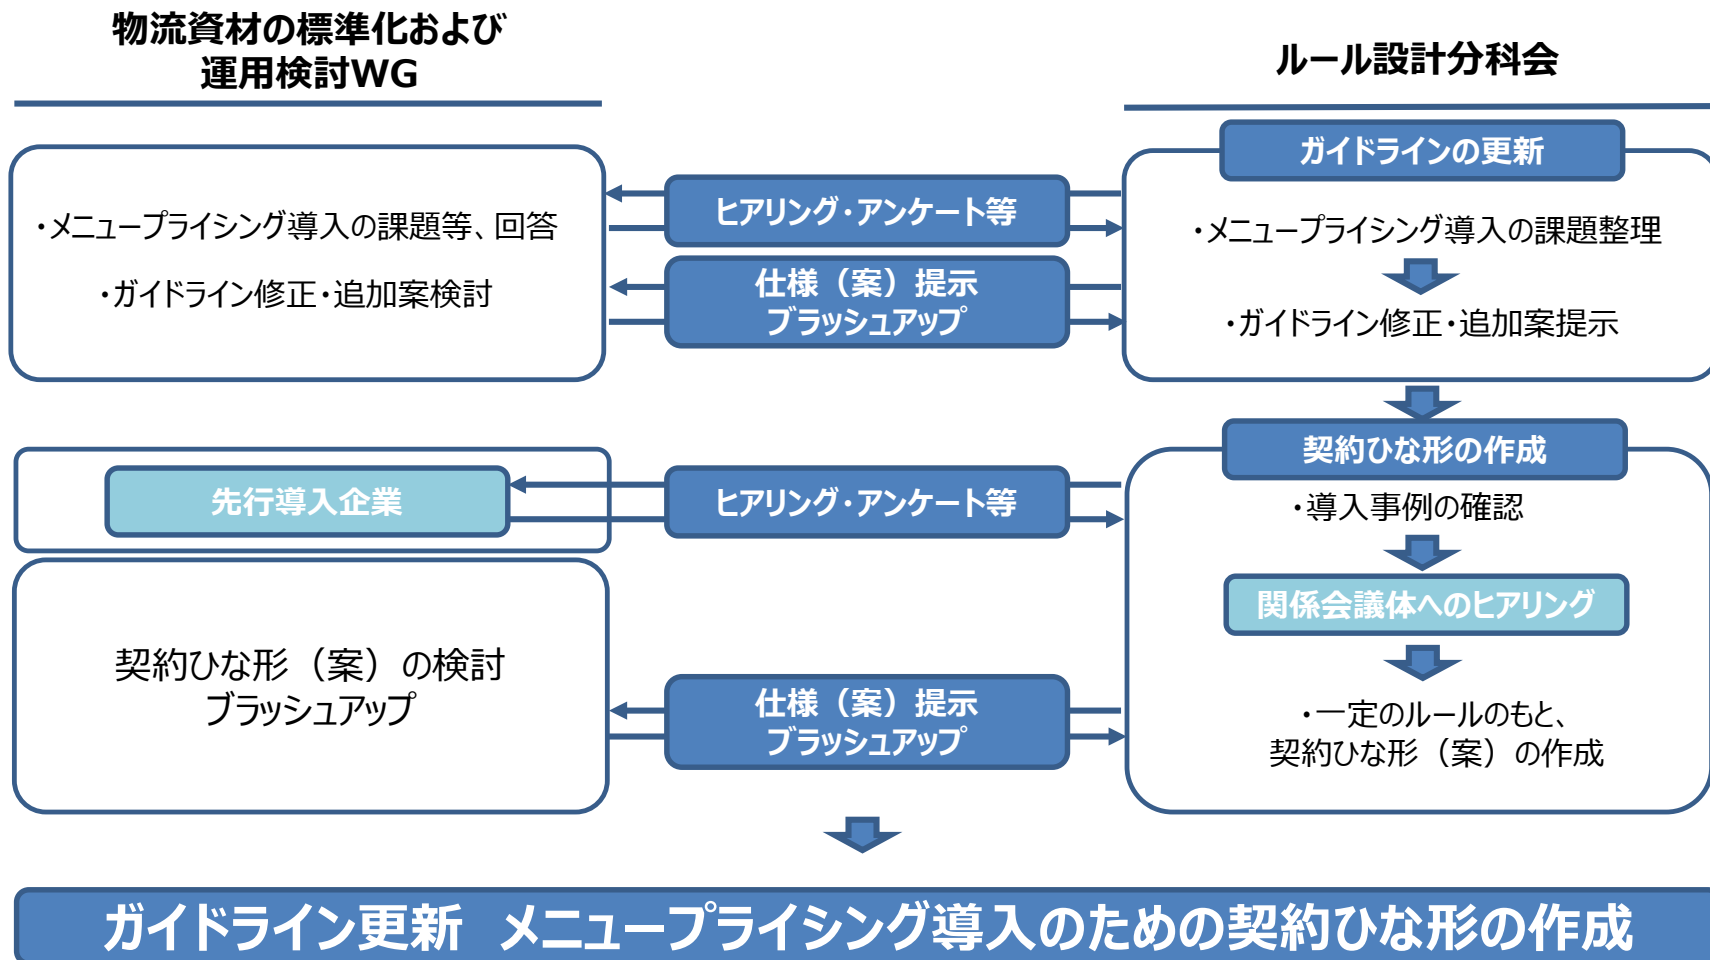 物流資材の標準化および
運用検討WG
ルール設計分科会
ガイドラインの更新
・メニュープライシング導入の課題等、回答
・ガイドライン修正・追加案検討
ヒアリング・アンケート等
仕様（案）提示
ブラッシュアップ
・メニュープライシング導入の課題整理
・ガイドライン修正・追加案提示
先行導入企業
ヒアリング・アンケート等
契約ひな形の作成
・導入事例の確認
関係会議体へのヒアリング
契約ひな形（案）の検討
ブラッシュアップ
仕様（案）提示
ブラッシュアップ
・一定のルールのもと、
契約ひな形（案）の作成
ガイドライン更新　メニュープライシング導入のための契約ひな形の作成